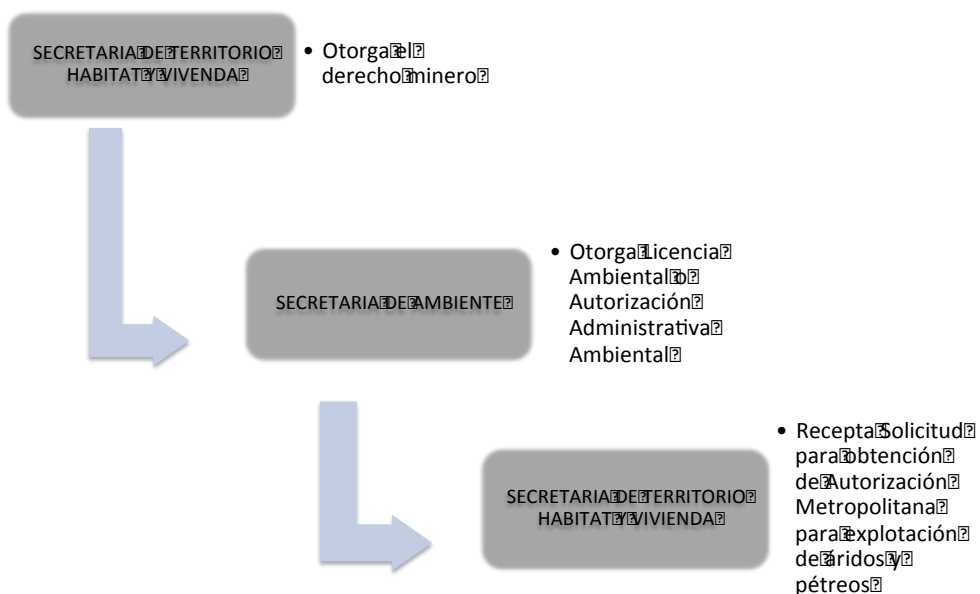 SECRETARIA DE TERRITORIO
HABITAT Y VIVENDA
• Otorga el
derecho minero
SECRETARIA DE AMBIENTE
• Otorga Licencia
Ambiental o
Autorización
Administrativa
Ambiental
SECRETARIA DE TERRITORIO
HABITAT Y VIVIENDA
• Recepta Solicitud
para obtención
de Autorización
Metropolitana
para explotación
de áridos y
pétreos